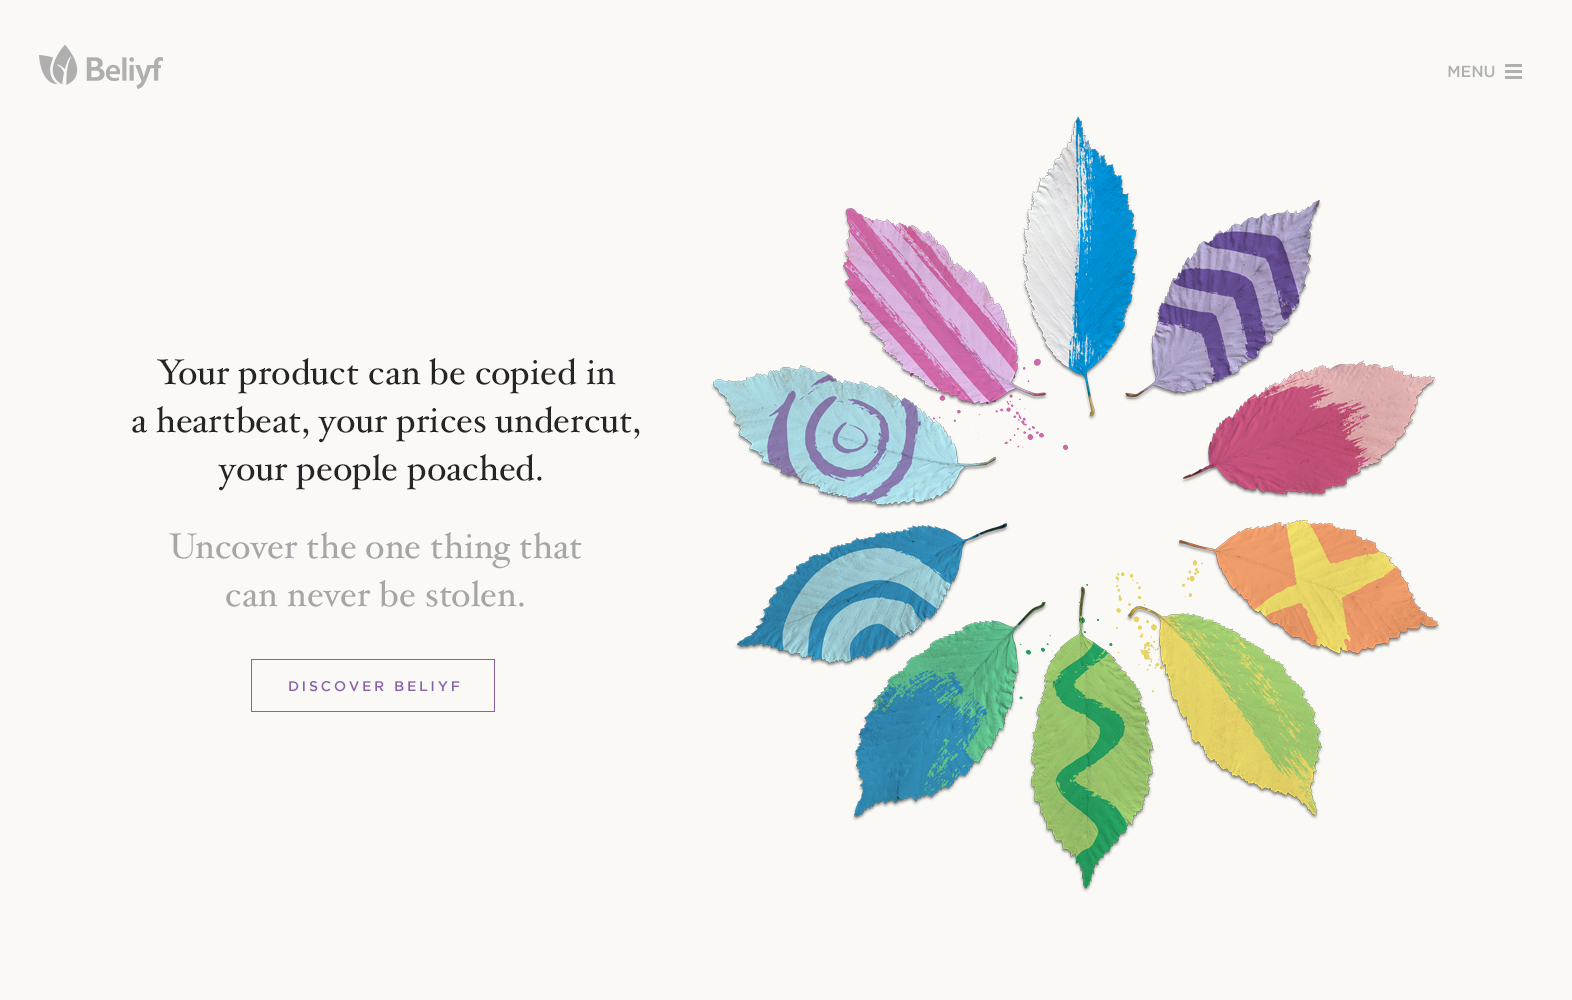 Beliyf
MENU
Your product can be copied in
a heartbeat, your prices undercut,
your people poached.
Uncover the one thing that
can never be stolen.
DISCOVER BELIYF